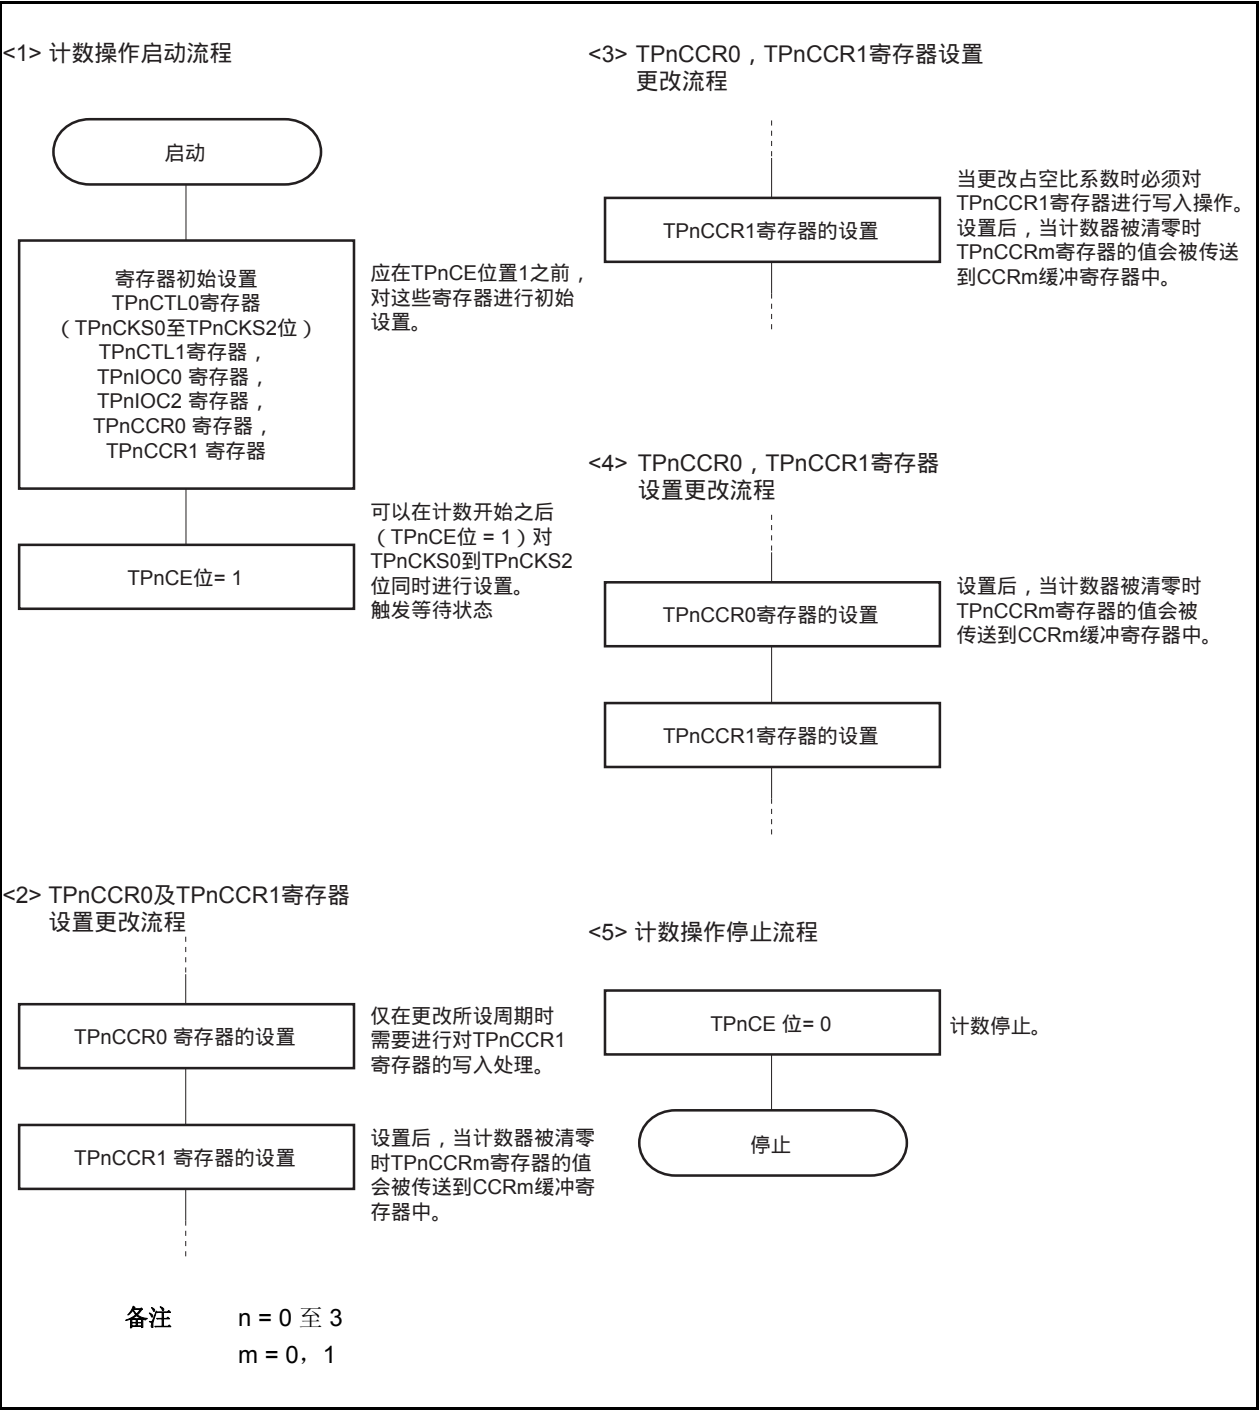 <1> 计数操作启动流程
启动
寄存器初始设置
TPnCTL0寄存器
（TPnCKS0至TPnCKS2位）
TPnCTL1寄存器，
TPnIOC0 寄存器，
TPnIOC2 寄存器，
TPnCCR0 寄存器，
TPnCCR1 寄存器
应在TPnCE位置1之前，
对这些寄存器进行初始
设置。
TPnCE位= 1
可以在计数开始之后
（TPnCE位 = 1）对
TPnCKS0到TPnCKS2
位同时进行设置。
触发等待状态
<2> TPnCCR0及TPnCCR1寄存器
设置更改流程
TPnCCR0 寄存器的设置
仅在更改所设周期时
需要进行对TPnCCR1
寄存器的写入处理。
TPnCCR1 寄存器的设置
设置后，当计数器被清零
时TPnCCRm寄存器的值
会被传送到CCRm缓冲寄
存器中。
<3> TPnCCR0，TPnCCR1寄存器设置
更改流程
TPnCCR1寄存器的设置
当更改占空比系数时必须对
TPnCCR1寄存器进行写入操作。
设置后，当计数器被清零时
TPnCCRm寄存器的值会被传送
到CCRm缓冲寄存器中。
<4> TPnCCR0，TPnCCR1寄存器
设置更改流程
TPnCCR0寄存器的设置
设置后，当计数器被清零时
TPnCCRm寄存器的值会被
传送到CCRm缓冲寄存器中。
TPnCCR1寄存器的设置
<5> 计数操作停止流程
TPnCE 位= 0
计数停止。
停止
备注 n = 0 至 3
m = 0，1